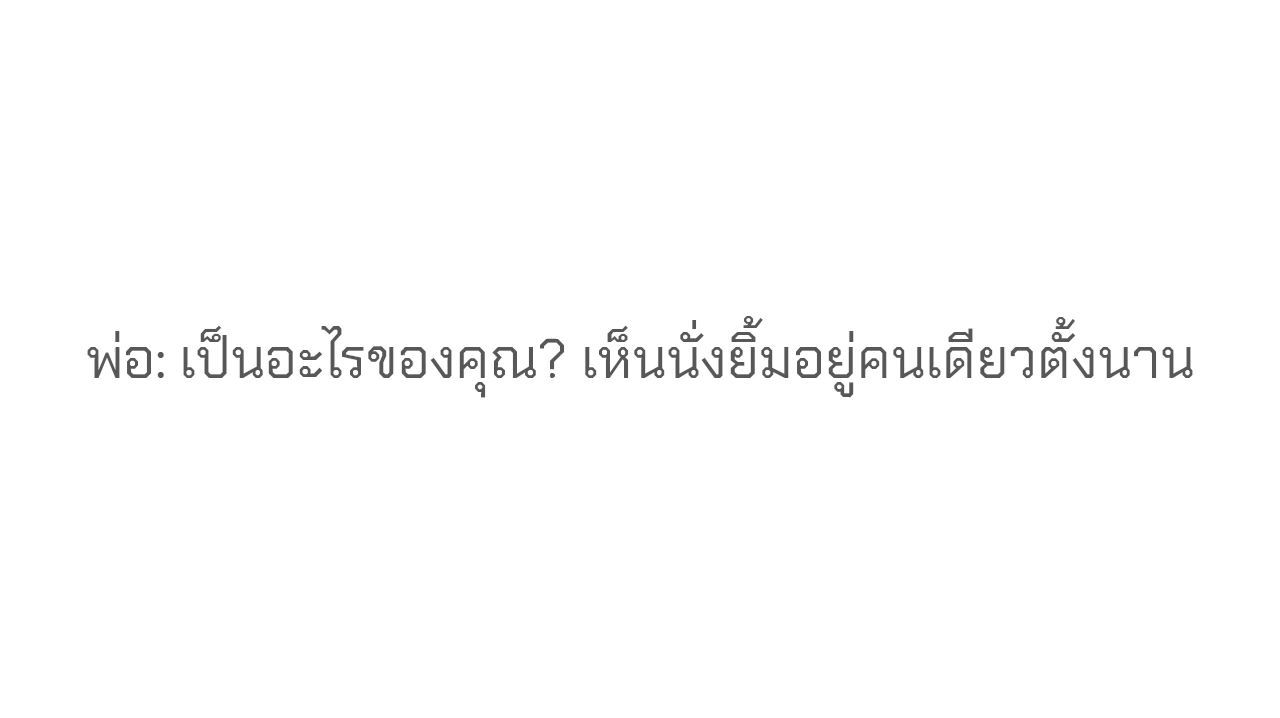 พ่อ: เป็นอะไรของคุณ? เห็นนั่งยิ้มอยู่คนเดียวตั้งนาน